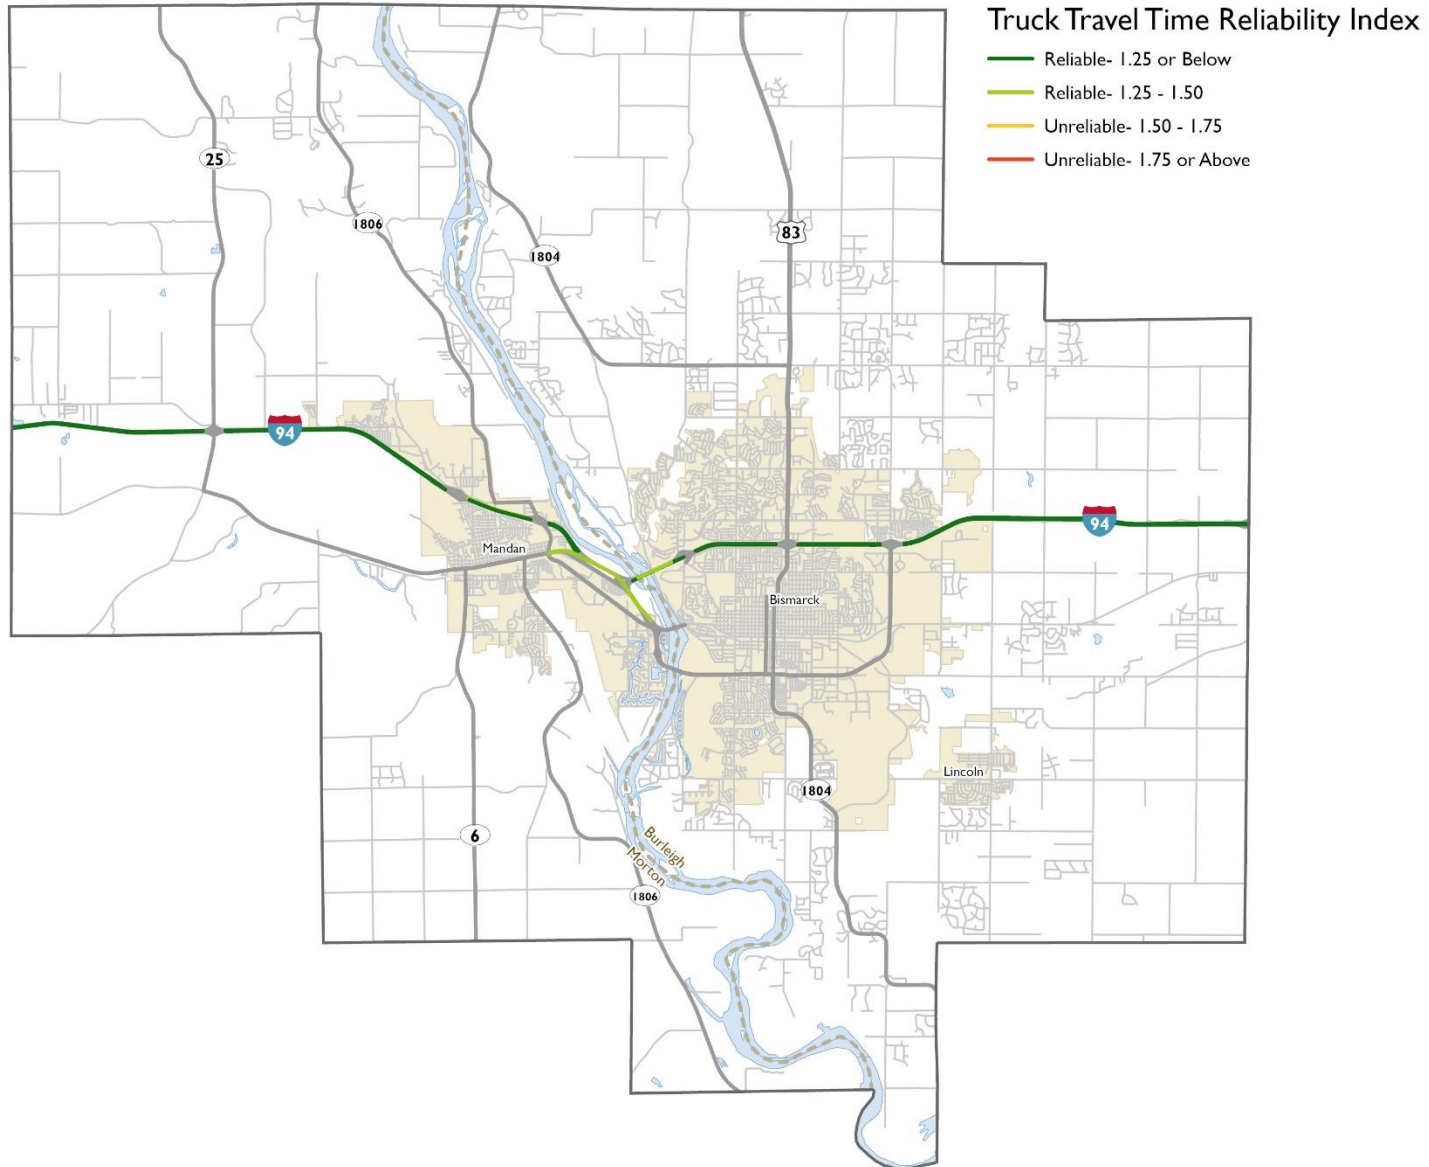 Truck Travel Time Reliability Index
Reliable- 1.25 or Below
Reliable- 1.25 - 1.50
Unreliable- 1.50 - 1.75
Unreliable- 1.75 or Above
25
1806
1804
83
94
94
Mandan
Bismarck
Lincoln
1804
6
Burleigh
Morton
1806